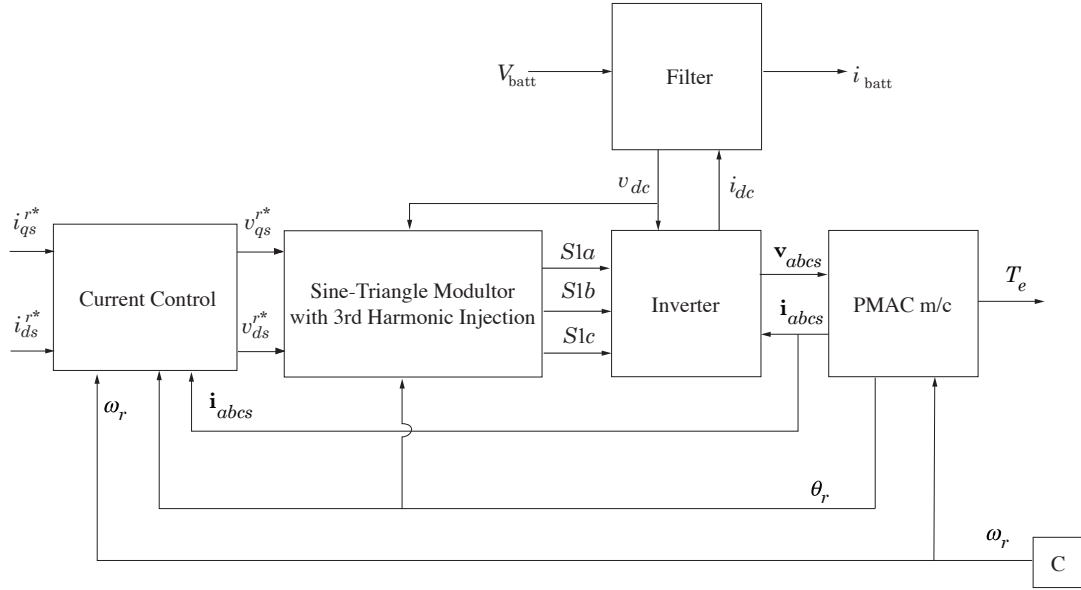 V_batt
Filter
i_batt
v_dc
i_dc
i_qs^r*
v_qs^r*
Current Control
i_ds^r*
v_ds^r*
Sine-Triangle Modultor
with 3rd Harmonic Injection
S1a
S1b
S1c
Inverter
v_abcs
i_abcs
PMAC m/c
T_e
ω_r
i_abcs
θ_r
ω_r
C